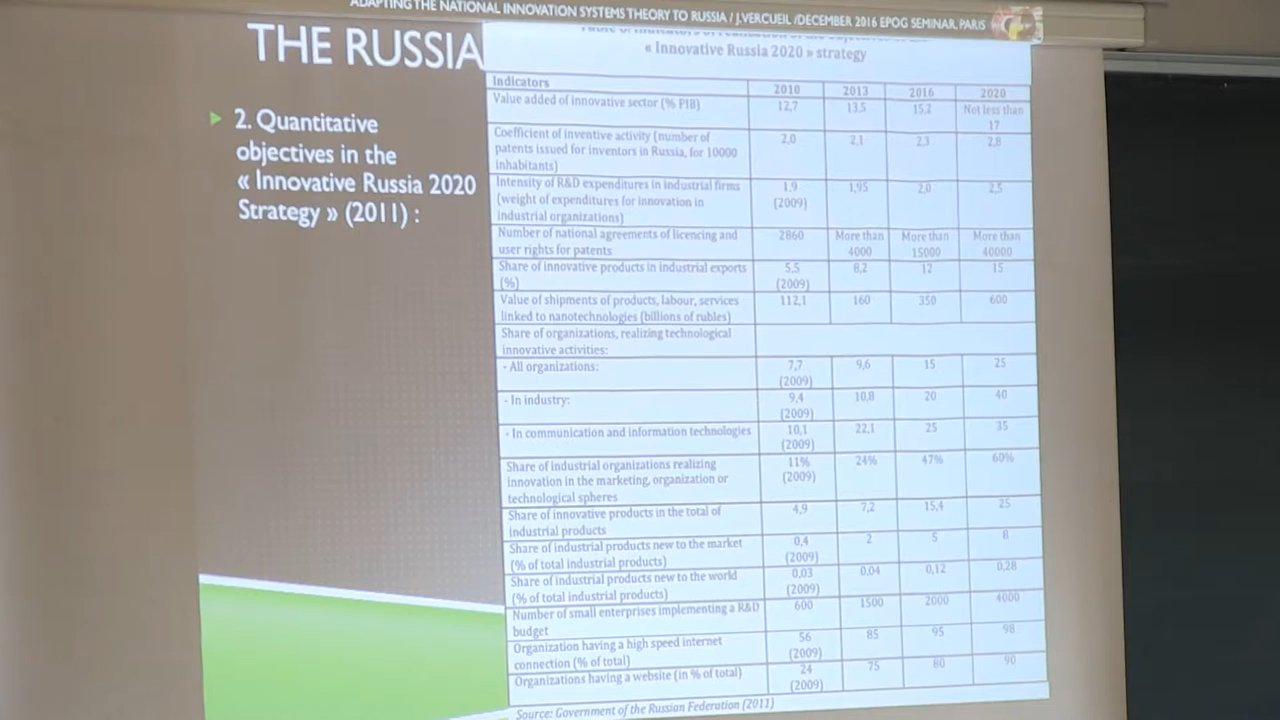 ADAPTING THE NATIONAL INNOVATION SYSTEMS THEORY TO RUSSIA / J.VERCUEIL /DECEMBER 2016 EPOG SEMINAR, PARIS
THE RUSSIA
2. Quantitative
objectives in the
« Innovative Russia 2020
Strategy » (2011) :
« Innovative Russia 2020 » strategy
Indicators 2010 2013 2016 2020
Value added of innovative sector (% PIB) 12,7 13,5 15,2 Not less than
17
Coefficient of inventive activity (number of 2,0 2,1 2,3 2,8
patents issued for inventors in Russia, for 10000
inhabitants)
Intensity of R&D expenditures in industrial firms 1,9 1,95 2,0 2,5
(weight of expenditures for innovation in (2009)
industrial organizations)
Number of national agreements of licencing and 2860 More than More than More than
user rights for patents 4000 15000 40000
Share of innovative products in industrial exports 5,5 8,2 12 15
(%) (2009)
Value of shipments of products, labour, services 112,1 160 350 600
linked to nanotechnologies (billions of rubles)
Share of organizations, realizing technological
innovative activities:
- All organizations: 7,7 9,6 15 25
(2009)
- In industry: 9,4 10,8 20 40
(2009)
- In communication and information technologies 10,1 22,1 25 35
(2009)
Share of industrial organizations realizing 11% 24% 47% 60%
innovation in the marketing, organization or (2009)
technological spheres
Share of innovative products in the total of 4,9 7,2 15,4 25
industrial products
Share of industrial products new to the market 0,4 2 5 8
(% of total industrial products) (2009)
Share of industrial products new to the world 0,03 0,04 0,12 0,28
(% of total industrial products) (2009)
Number of small enterprises implementing a R&D 600 1500 2000 4000
budget
Organization having a high speed internet 56 85 95 98
connection (% of total) (2009)
Organizations having a website (in % of total) 24 75 80 90
(2009)
Source: Government of the Russian Federation (2011)